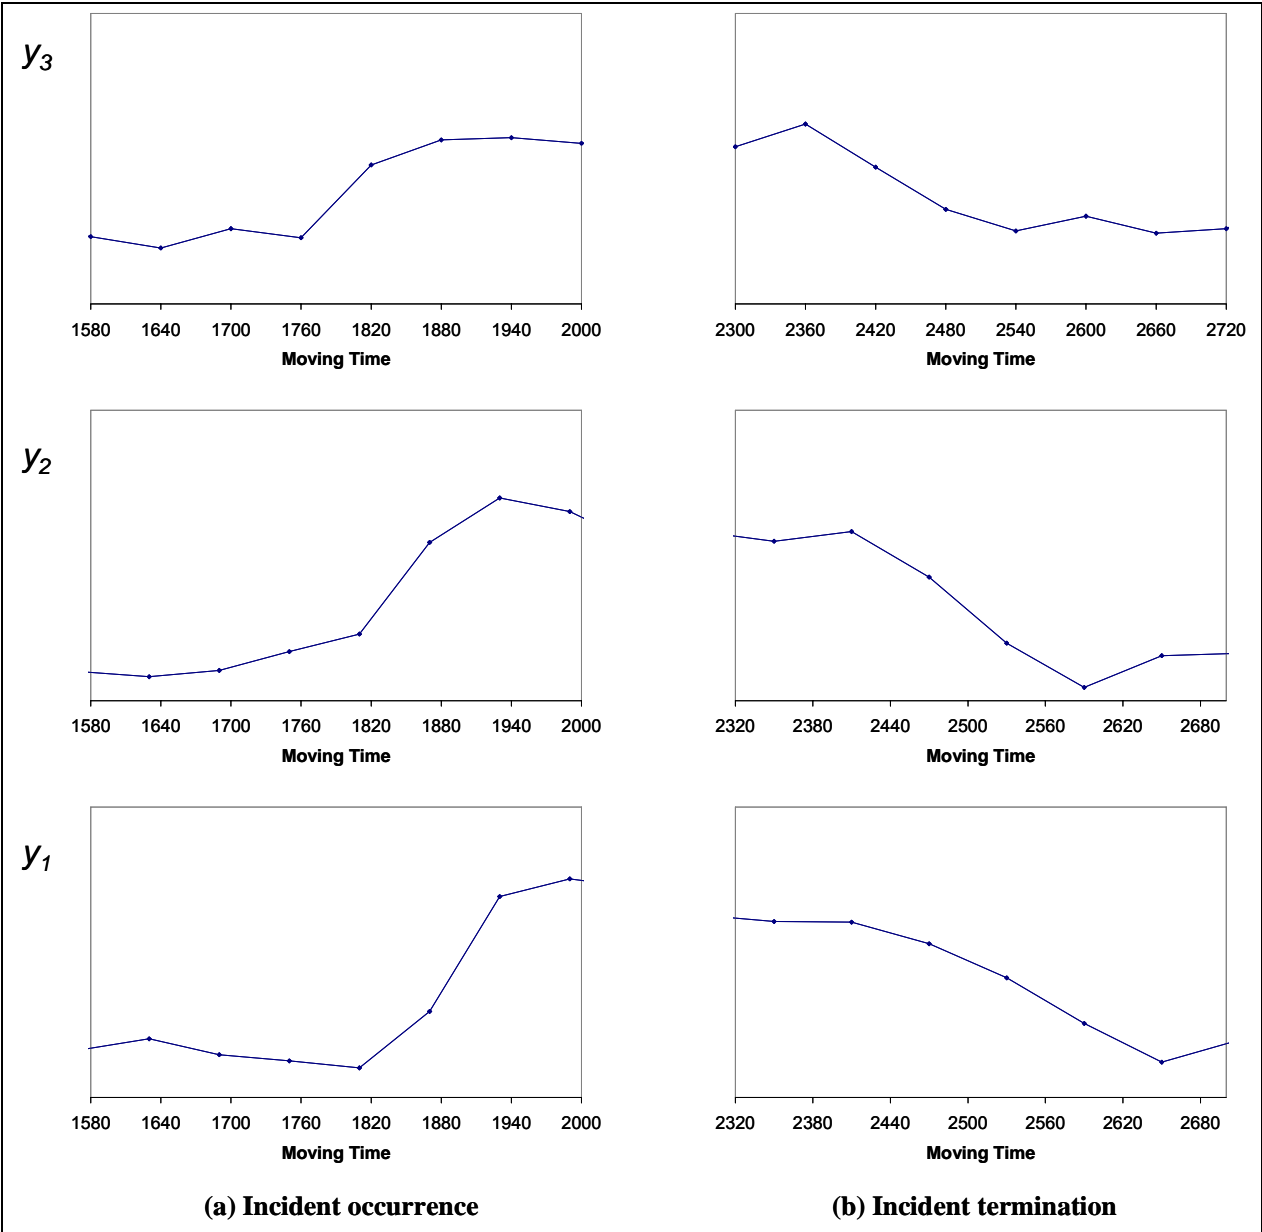 y3
1580 1640 1700 1760 1820 1880 1940 2000
Moving Time
2300 2360 2420 2480 2540 2600 2660 2720
Moving Time
y2
1580 1640 1700 1760 1820 1880 1940 2000
Moving Time
2320 2380 2440 2500 2560 2620 2680
Moving Time
y1
1580 1640 1700 1760 1820 1880 1940 2000
Moving Time
2320 2380 2440 2500 2560 2620 2680
Moving Time
(a) Incident occurrence
(b) Incident termination